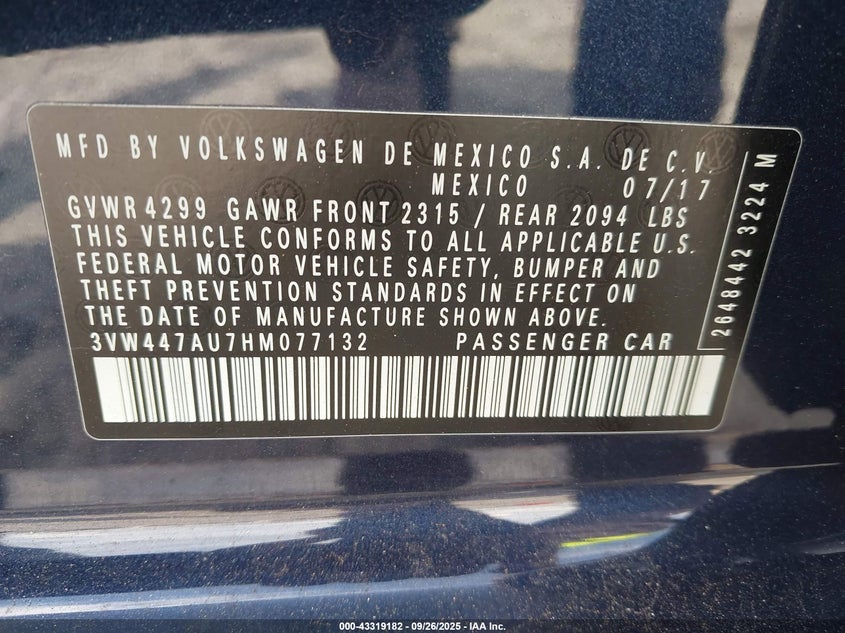 MFD BY VOLKSWAGEN DE MEXICO S.A. DE C.V.
MEXICO 07/17
GVWR 4299 GAWR FRONT 2315 / REAR 2094 LBS
THIS VEHICLE CONFORMS TO ALL APPLICABLE U.S.
FEDERAL MOTOR VEHICLE SAFETY, BUMPER AND
THEFT PREVENTION STANDARDS IN EFFECT ON
THE DATE OF MANUFACTURE SHOWN ABOVE.
3VW447AU7HM077132 PASSENGER CAR
2648442 3224 M
000-43319182 - 09/26/2025 - IAA Inc.